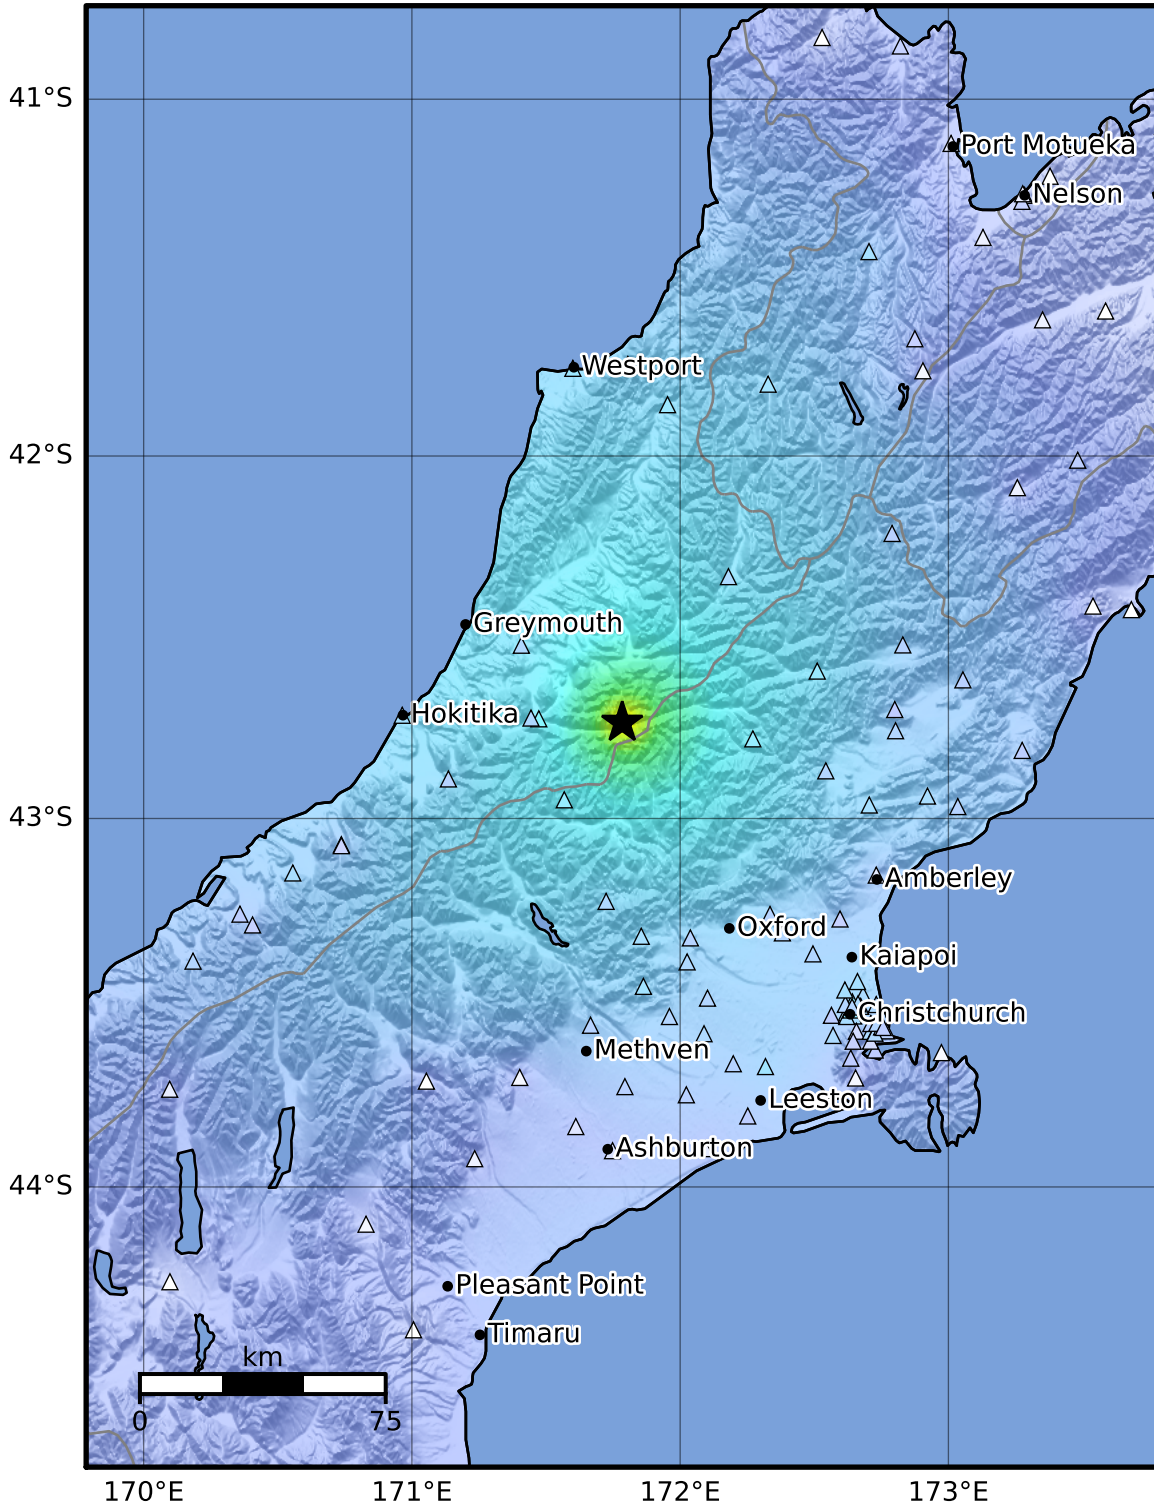 41°S
Port Motueka
Nelson
Westport
42°S
Greymouth
Hokitika
43°S
Amberley
Oxford
Kaiapoi
Christchurch
Methven
Leeston
Ashburton
44°S
Pleasant Point
Timaru
km
0 75
170°E 171°E 172°E 173°E